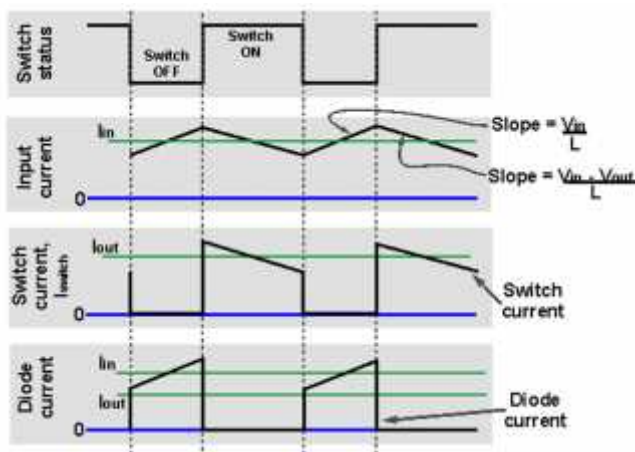 Switch
status
Switch
OFF
Switch
ON
Input
current
Iin
0
Slope = Vin
L
Slope = Vin - Vout
L
Switch
current,
Iswitch
Iout
0
Switch
current
Diode
current
Iin
Iout
0
Diode
current